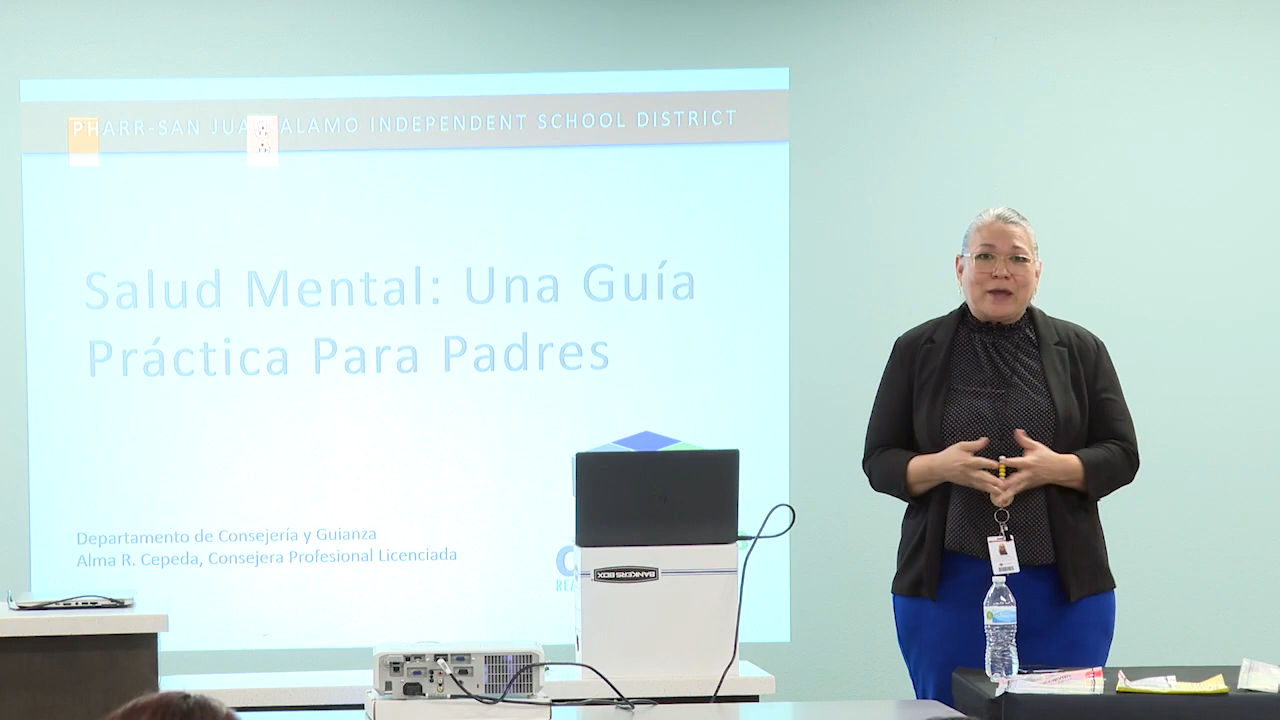 PHARR-SAN JUAN ALAMO INDEPENDENT SCHOOL DISTRICT
Salud Mental: Una Guía
Práctica Para Padres
Departamento de Consejería y Guianza
Alma R. Cepeda, Consejera Profesional Licenciada
BANKERS BOX